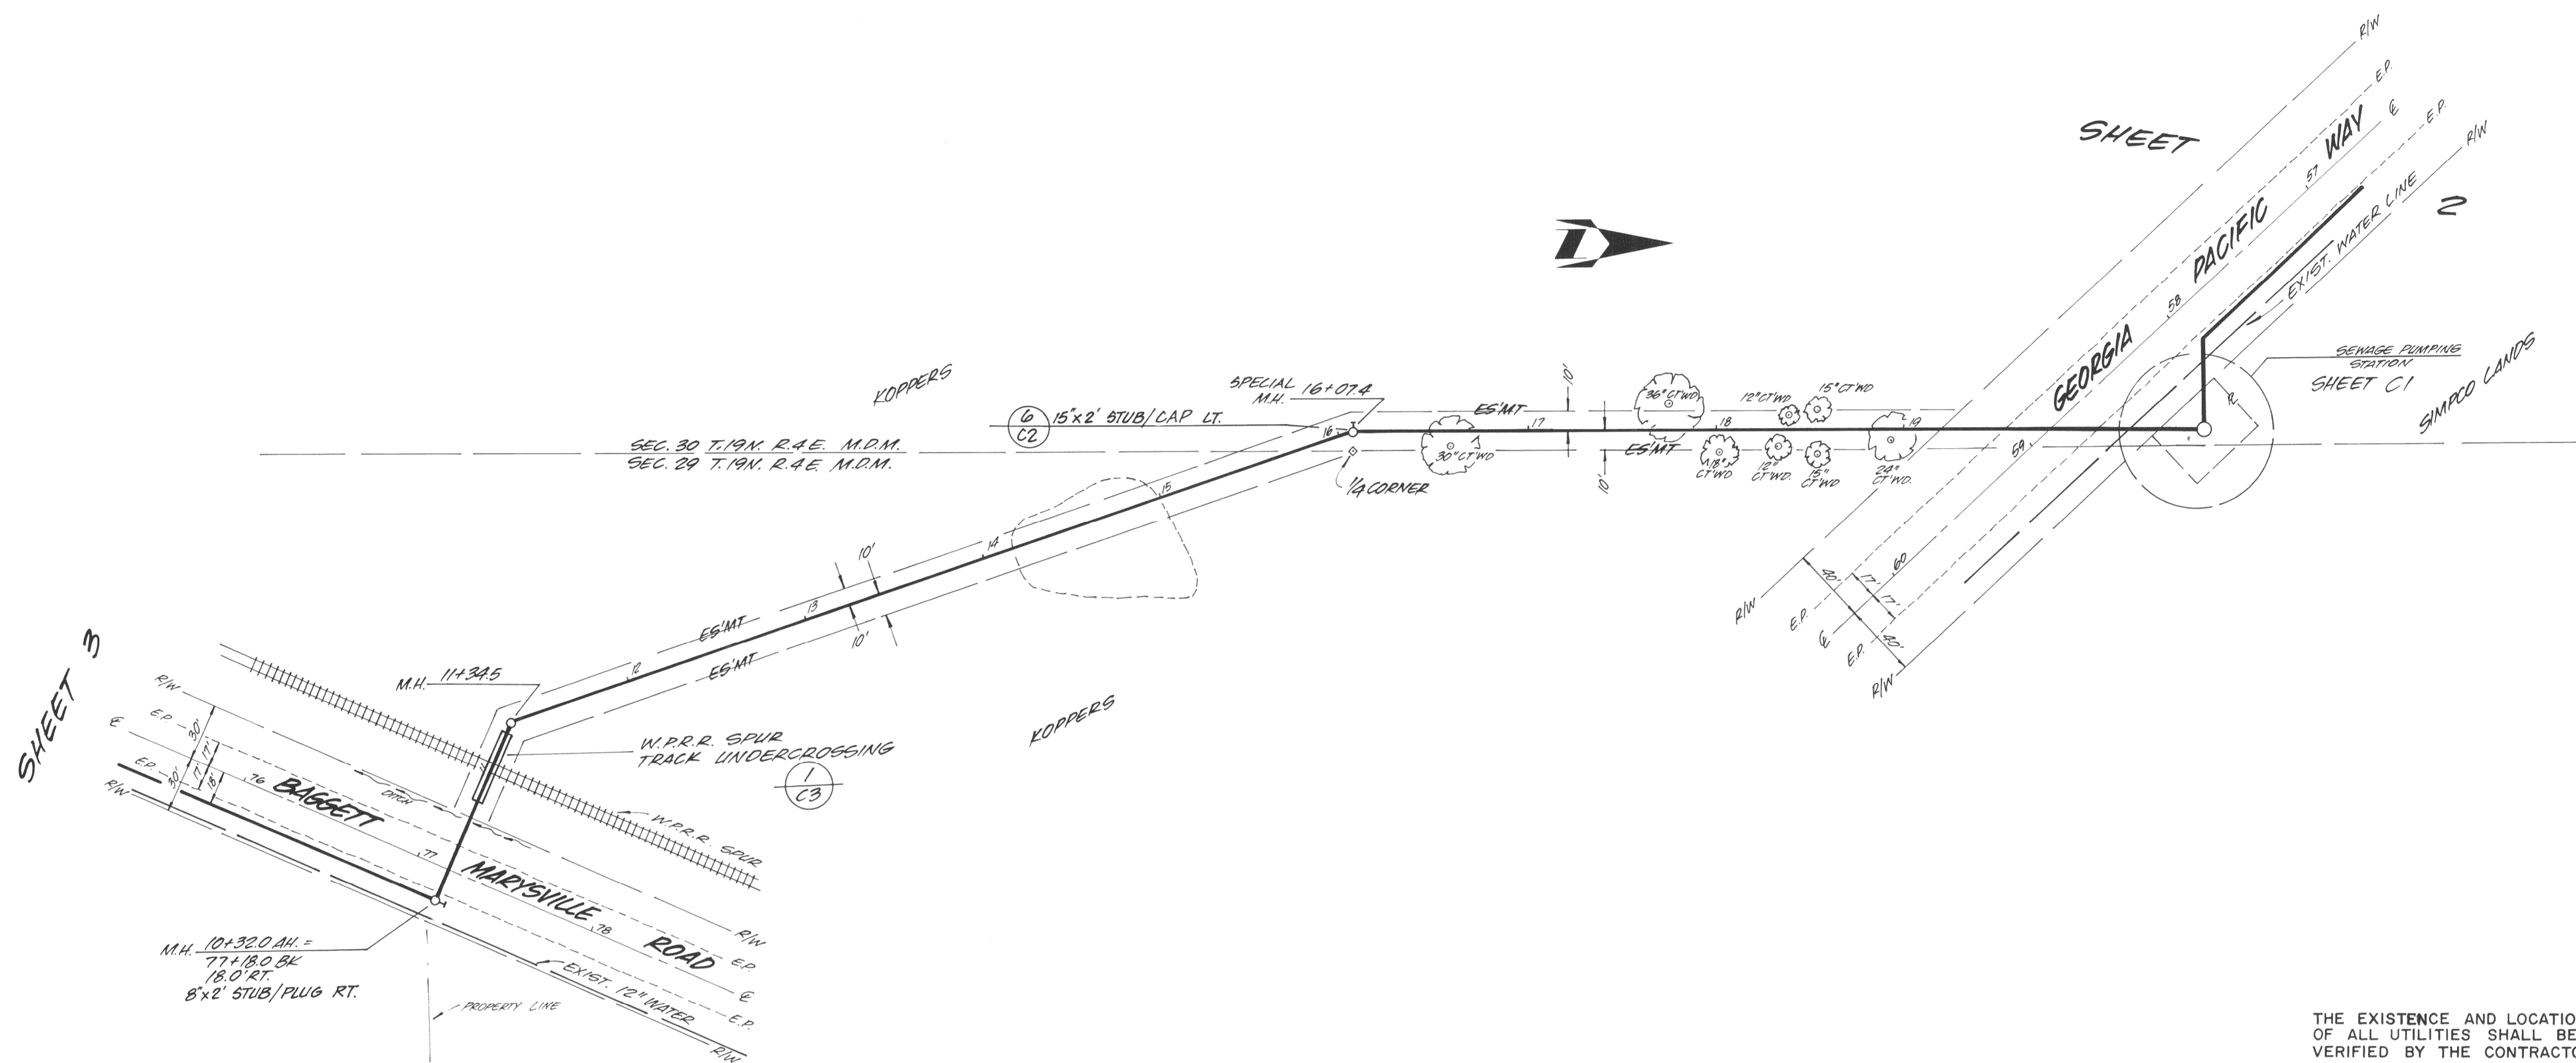 R/W
E.P.
℄
E.P.
R/W
SHEET
2
GEORGIA PACIFIC WAY
57
58
59
60
EXIST. WATER LINE
SEWAGE PUMPING
STATION
SHEET C1
SIMPCO LANDS
℄
KOPPERS
SPECIAL
M.H. 16+07.4
6
C2
15"x2' STUB/CAP LT.
SEC. 30 T.19N. R.4E. M.D.M.
SEC. 29 T.19N. R.4E. M.D.M.
16
ES'MT
10'
17
ES'MT
10'
36" CT'WD
12" CT'WD
15" CT'WD
18
19
30" CT'WD
18"
CT'WD
12"
CT'WD.
15"
CT'WD
24"
CT'WD.
1/4 CORNER
R/W
E.P.
℄
E.P.
R/W
40'
17'
17'
40'
15
14
13
12
10'
10'
ES'MT
ES'MT
KOPPERS
SHEET 3
M.H. 11+34.5
W.P.R.R. SPUR
TRACK UNDERCROSSING
1
C3
R/W
E.P.
℄
E.P.
R/W
30'
17'
17'
18'
30'
76
77
78
DITCH
BAGGETT MARYSVILLE ROAD
W.P.R.R. SPUR
11
R/W
E.P.
℄
E.P.
R/W
M.H. 10+32.0 AH. =
77+18.0 BK
18.0' RT.
8"x2' STUB/PLUG RT.
EXIST. 12" WATER
PROPERTY LINE
THE EXISTENCE AND LOCATIO
OF ALL UTILITIES SHALL BE
VERIFIED BY THE CONTRACTO